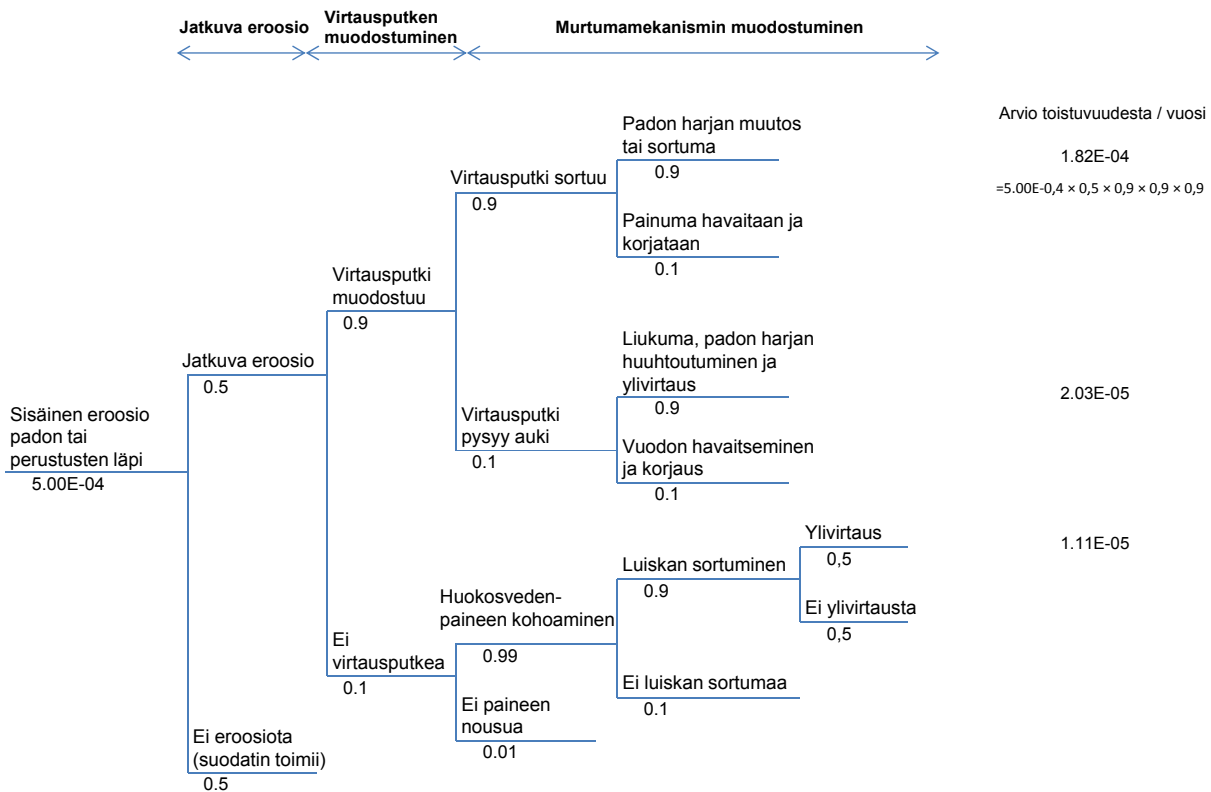 Jatkuva eroosio
Virtausputken
muodostuminen
Murtumamekanismin muodostuminen
Arvio toistuvuudesta / vuosi
Padon harjan muutos
tai sortuma
0.9
1.82E-04
=5.00E-0,4 × 0,5 × 0,9 × 0,9 × 0,9
Virtausputki sortuu
0.9
Painuma havaitaan ja
korjataan
0.1
Virtausputki
muodostuu
0.9
Liukuma, padon harjan
huuhtoutuminen ja
ylivirtaus
0.9
2.03E-05
Jatkuva eroosio
0.5
Virtausputki
pysyy auki
0.1
Vuodon havaitseminen
ja korjaus
0.1
Sisäinen eroosio
padon tai
perustusten läpi
5.00E-04
Ylivirtaus
0,5
1.11E-05
Luiskan sortuminen
0.9
Ei ylivirtausta
0,5
Huokosveden-
paineen kohoaminen
0.99
Ei
virtausputkea
0.1
Ei luiskan sortumaa
0.1
Ei paineen
nousua
0.01
Ei eroosiota
(suodatin toimii)
0.5